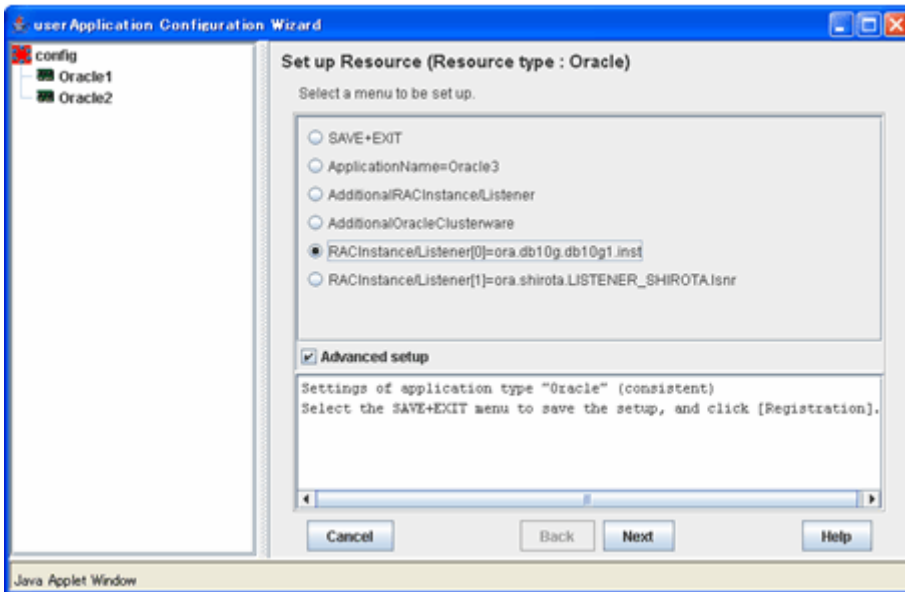 userApplication Configuration Wizard
config
Oracle1
Oracle2
Set up Resource (Resource type : Oracle)
Select a menu to be set up.
SAVE+EXIT
ApplicationName=Oracle3
AdditionalRACInstance/Listener
AdditionalOracleClusterware
RACInstance/Listener[0]=ora.db10g.db10g1.inst
RACInstance/Listener[1]=ora.shirota.LISTENER_SHIROTA.lsnr
Advanced setup
Settings of application type "Oracle" (consistent)
Select the SAVE+EXIT menu to save the setup, and click [Registration].
Cancel
Back
Next
Help
Java Applet Window